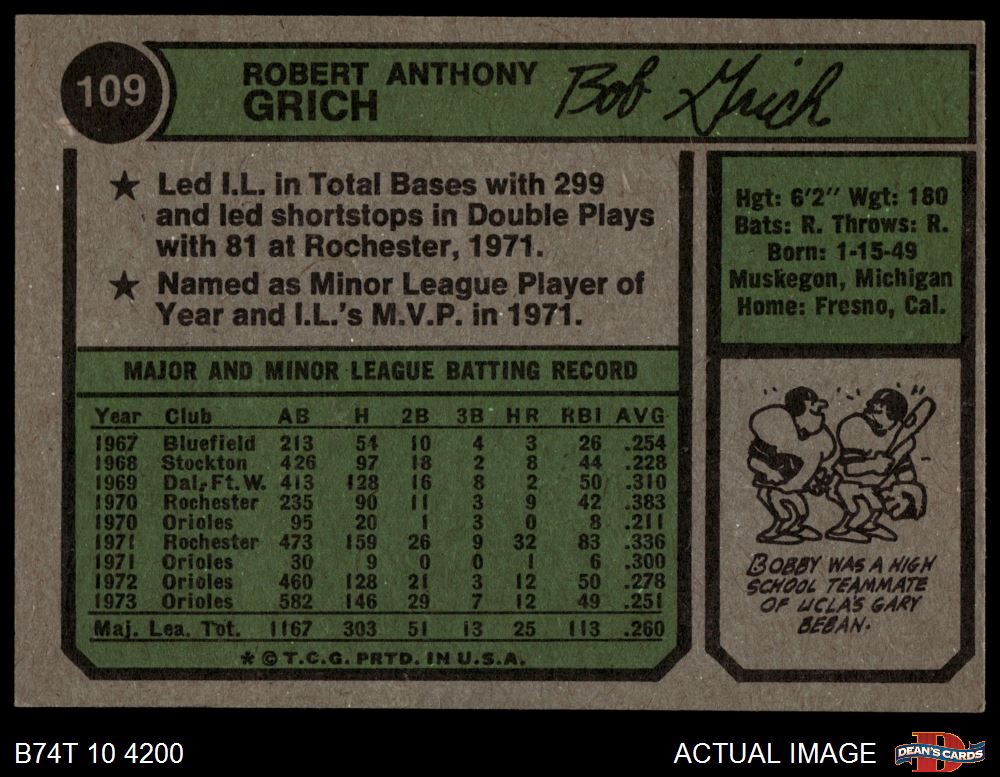 109
ROBERT ANTHONY
GRICH
Bob Grich
★ Led I.L. in Total Bases with 299
and led shortstops in Double Plays
with 81 at Rochester, 1971.
★ Named as Minor League Player of
Year and I.L.'s M.V.P. in 1971.
Hgt: 6'2" Wgt: 180
Bats: R. Throws: R.
Born: 1-15-49
Muskegon, Michigan
Home: Fresno, Cal.
MAJOR AND MINOR LEAGUE BATTING RECORD
Year Club AB H 2B 3B HR RBI AVG
1967 Bluefield 213 54 10 4 3 26 .254
1968 Stockton 426 97 18 2 8 44 .228
1969 Dal.-Ft.W. 413 128 16 8 2 50 .310
1970 Rochester 235 90 11 3 9 42 .383
1970 Orioles 95 20 1 3 0 8 .211
1971 Rochester 473 159 26 9 32 83 .336
1971 Orioles 30 9 0 0 1 6 .300
1972 Orioles 460 128 21 3 12 50 .278
1973 Orioles 582 146 29 7 12 49 .251
Maj. Lea. Tot. 1167 303 51 13 25 113 .260
* © T.C.G. PRTD. IN U.S.A.
BOBBY WAS A HIGH
SCHOOL TEAMMATE
OF UCLA'S GARY
BEBAN.
B74T 10 4200
ACTUAL IMAGE
D
DEAN'S CARDS